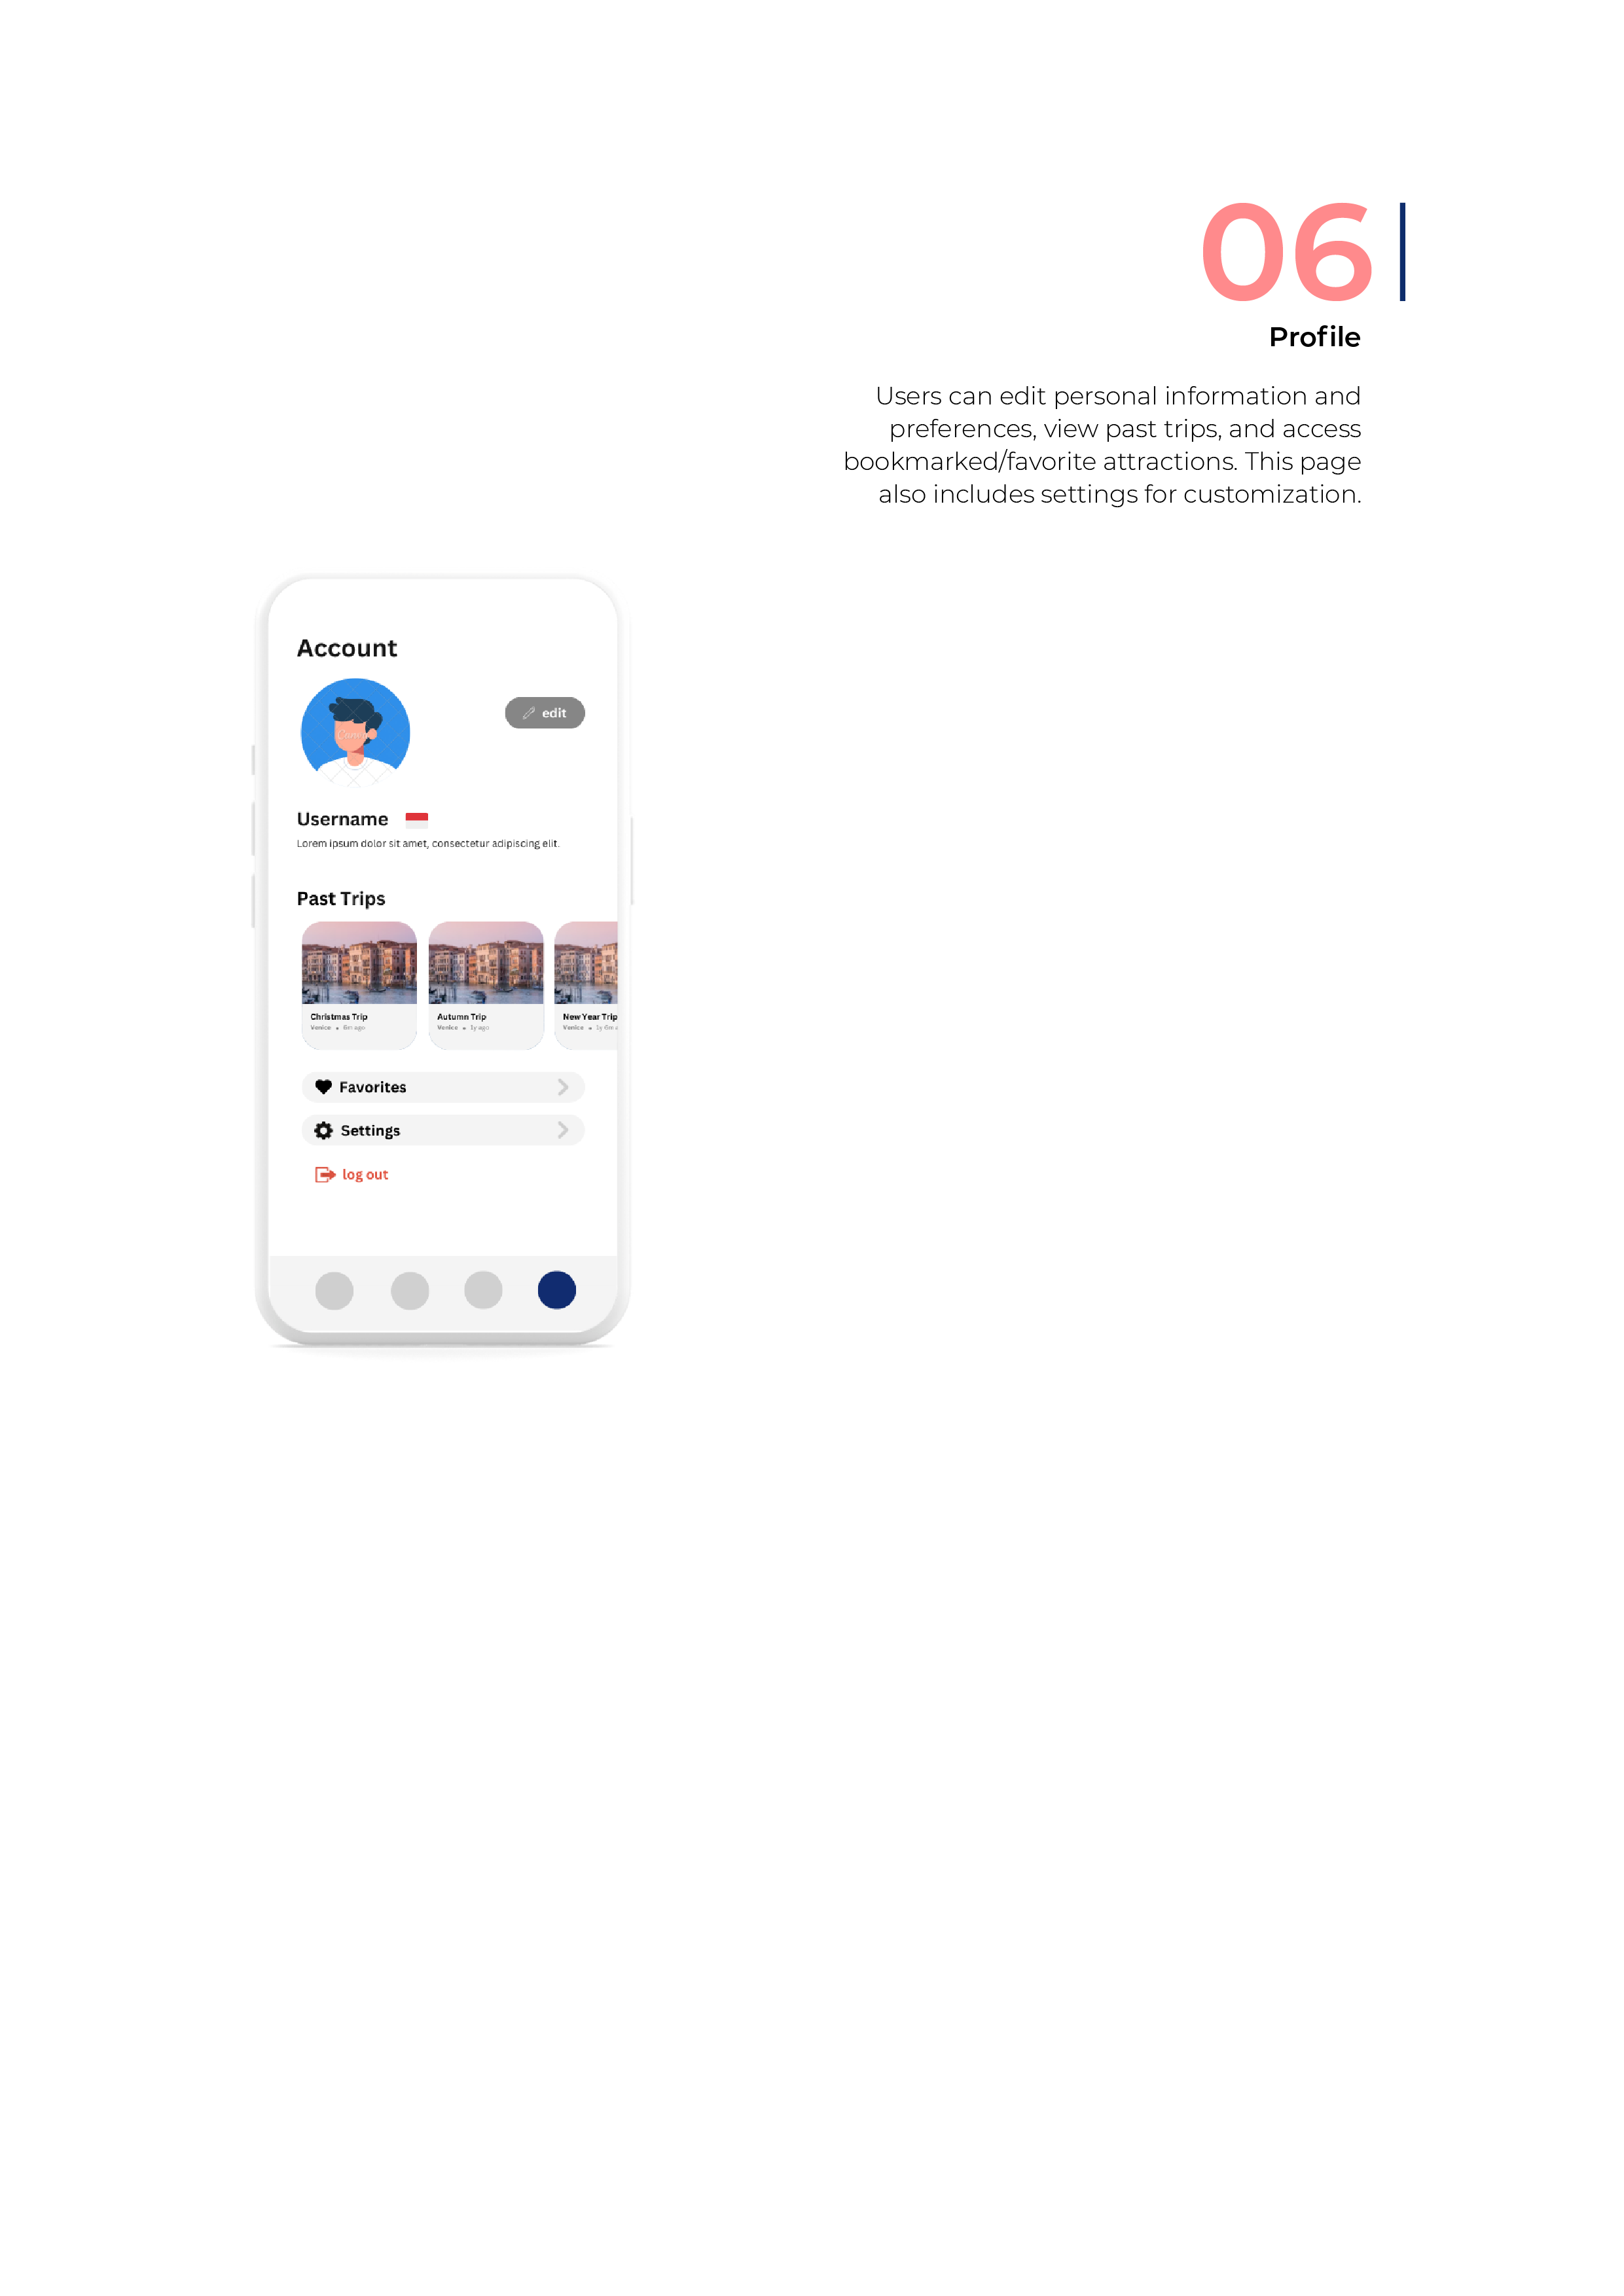 06
Profile
Users can edit personal information and
preferences, view past trips, and access
bookmarked/favorite attractions. This page
also includes settings for customization.
Account
Canva
edit
Username
Lorem ipsum dolor sit amet, consectetur adipiscing elit.
Past Trips
Christmas Trip
Venice • 6m ago
Autumn Trip
Venice • 1y ago
New Year Trip
Venice • 1y 6m
Favorites
Settings
log out